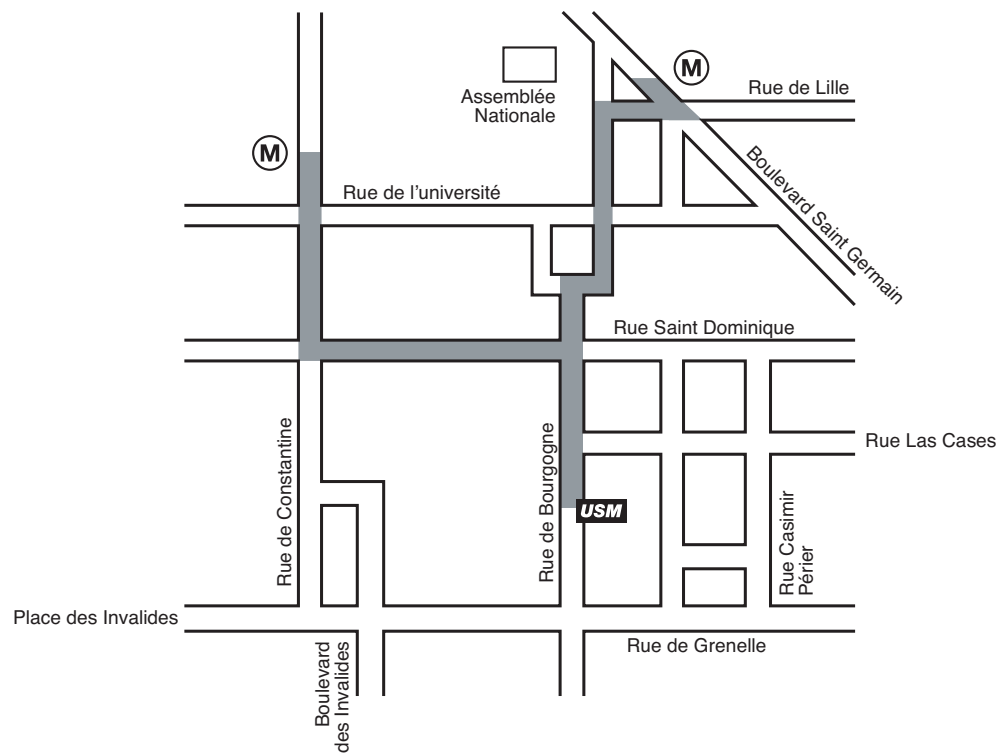 M
Rue de Lille
Assemblée
Nationale
Boulevard Saint Germain
M
Rue de l’université
Rue Saint Dominique
Rue de Constantine
Rue de Bourgogne
Rue Las Cases
USM
Rue Casimir
Périer
Place des Invalides
Rue de Grenelle
Boulevard
des Invalides